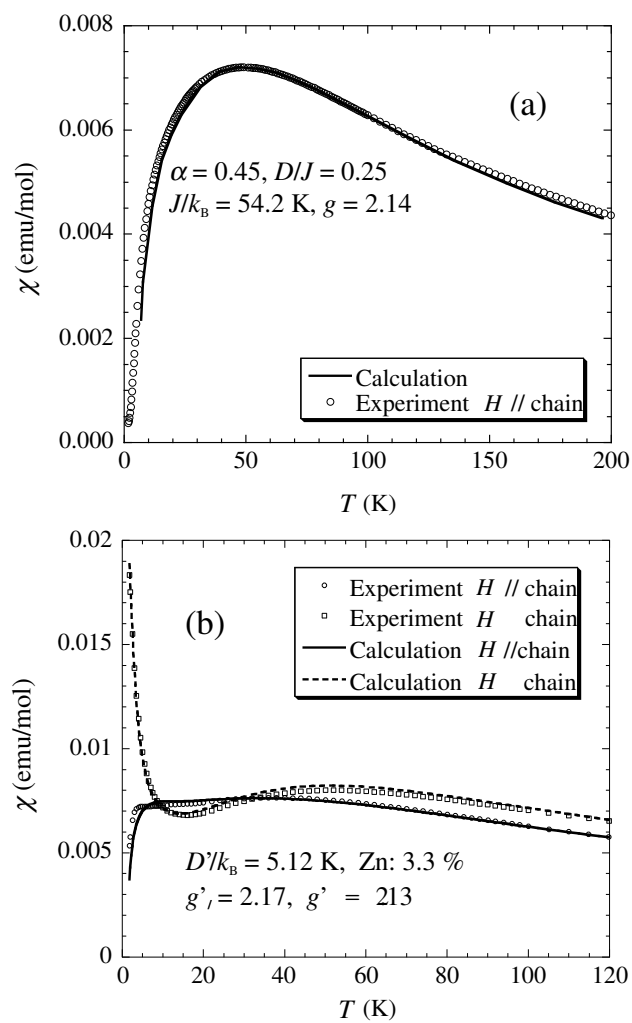 0.008
0.006
0.004
0.002
0.000
χ (emu/mol)
(a)
α = 0.45, D/J = 0.25
J/kB = 54.2 K, g = 2.14
Calculation
Experiment H // chain
0 50 100 150 200
T (K)
0.02
0.015
0.01
0.005
0
χ (emu/mol)
Experiment H // chain
Experiment H chain
Calculation H //chain
Calculation H chain
(b)
D'/kB = 5.12 K, Zn: 3.3 %
g'/ = 2.17, g' = 213
0 20 40 60 80 100 120
T (K)